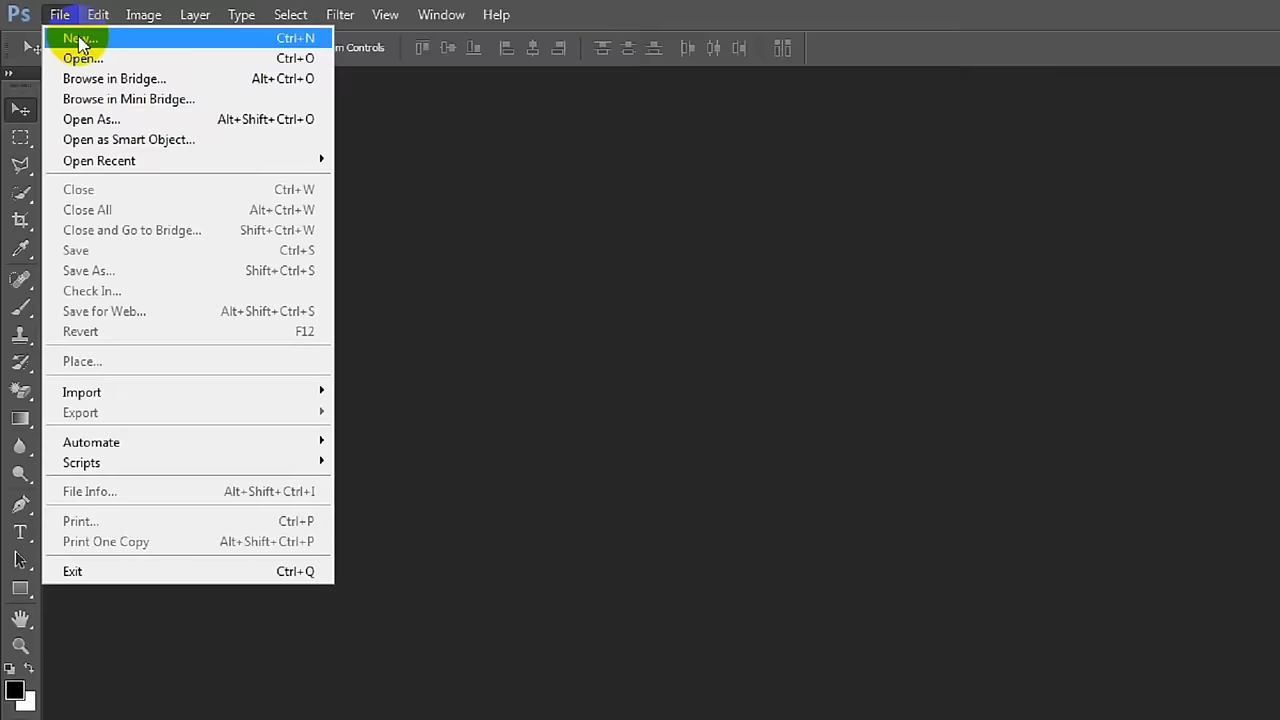 Ps File Edit Image Layer Type Select Filter View Window Help
New... Ctrl+N
m Controls
Open... Ctrl+O
Browse in Bridge... Alt+Ctrl+O
Browse in Mini Bridge...
Open As... Alt+Shift+Ctrl+O
Open as Smart Object...
Open Recent
Close Ctrl+W
Close All Alt+Ctrl+W
Close and Go to Bridge... Shift+Ctrl+W
Save Ctrl+S
Save As... Shift+Ctrl+S
Check In...
Save for Web... Alt+Shift+Ctrl+S
Revert F12
Place...
Import
Export
Automate
Scripts
File Info... Alt+Shift+Ctrl+I
Print... Ctrl+P
Print One Copy Alt+Shift+Ctrl+P
Exit Ctrl+Q
T